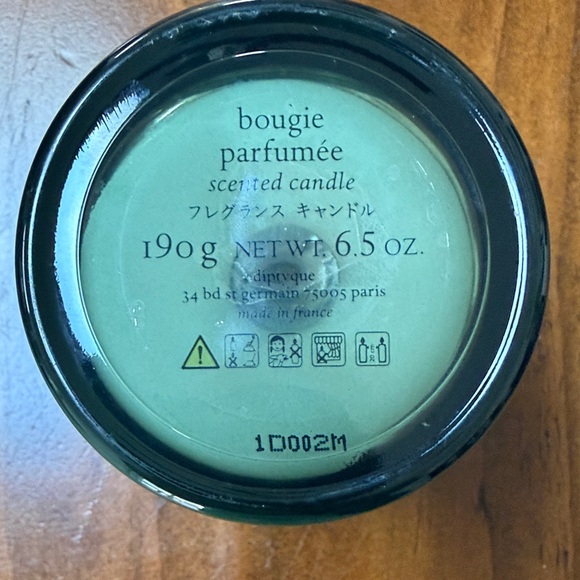 bougie
parfumée
scented candle
フレグランス キャンドル
190 g NET WT. 6.5 OZ.
diptyque
34 bd st germain 75005 paris
made in france
1D002M